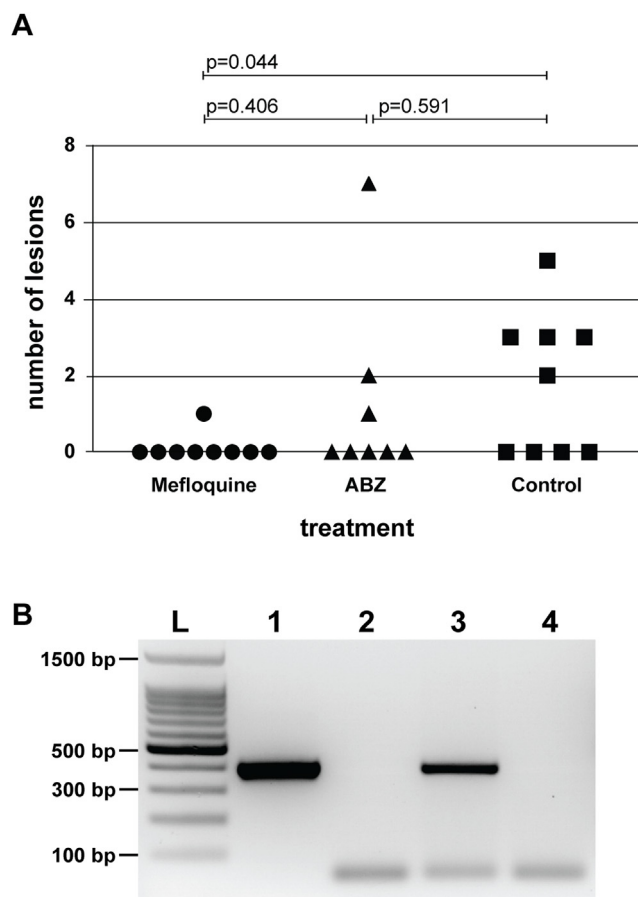 A
p=0.044
p=0.406 p=0.591
8
6
4
2
0
number of lesions
Mefloquine ABZ Control
treatment
B
L 1 2 3 4
1500 bp
500 bp
300 bp
100 bp